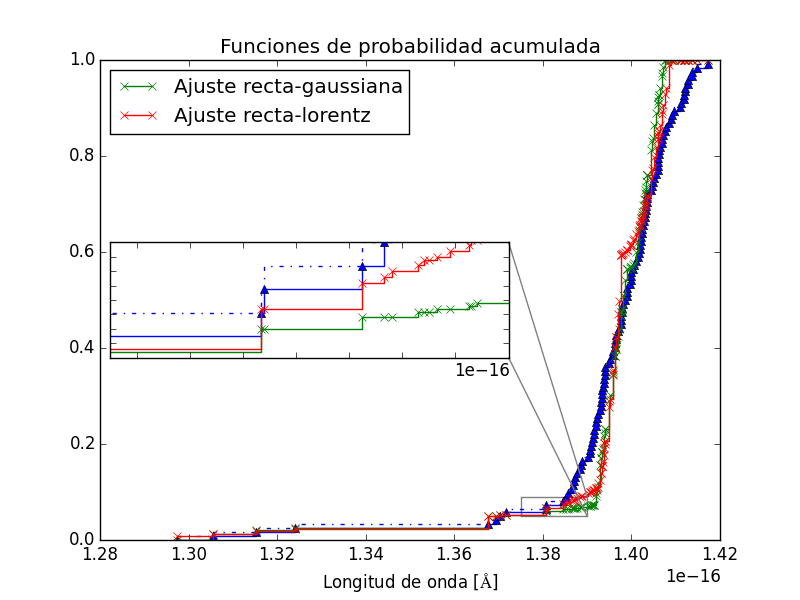 Funciones de probabilidad acumulada
Ajuste recta-gaussiana
Ajuste recta-lorentz
1.0
0.8
0.6
0.4
0.2
0.0
1e−16
1.28 1.30 1.32 1.34 1.36 1.38 1.40 1.42
1e−16
Longitud de onda [Å]